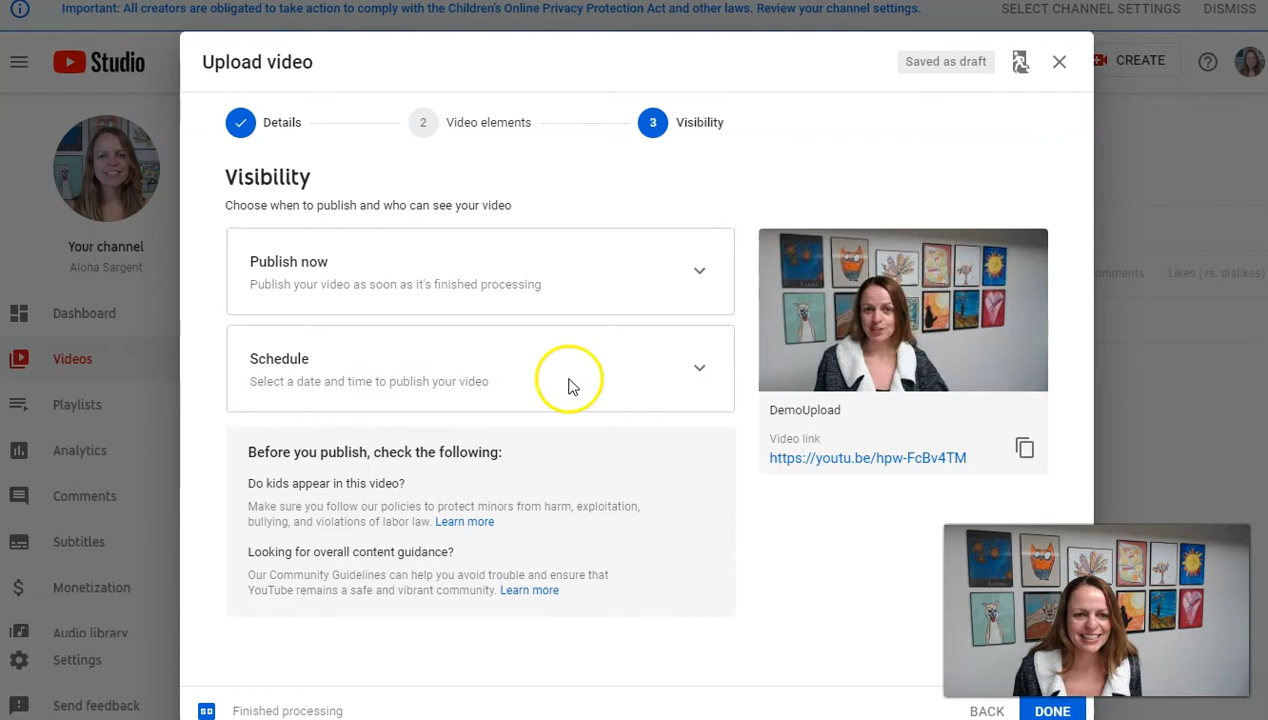 Important: All creators are obligated to take action to comply with the Children's Online Privacy Protection Act and other laws. Review your channel settings.
SELECT CHANNEL SETTINGS
DISMISS
Studio
CREATE
Upload video
Saved as draft
Details
2
Video elements
3
Visibility
Your channel
Aloha Sargent
Dashboard
Videos
Playlists
Analytics
Comments
Subtitles
Monetization
Audio library
Settings
Send feedback
Visibility
Choose when to publish and who can see your video
Publish now
Publish your video as soon as it's finished processing
Schedule
Select a date and time to publish your video
Before you publish, check the following:
Do kids appear in this video?
Make sure you follow our policies to protect minors from harm, exploitation,
bullying, and violations of labor law. Learn more
Looking for overall content guidance?
Our Community Guidelines can help you avoid trouble and ensure that
YouTube remains a safe and vibrant community. Learn more
DemoUpload
Video link
https://youtu.be/hpw-FcBv4TM
Likes (vs. dislikes)
SD
Finished processing
BACK
DONE